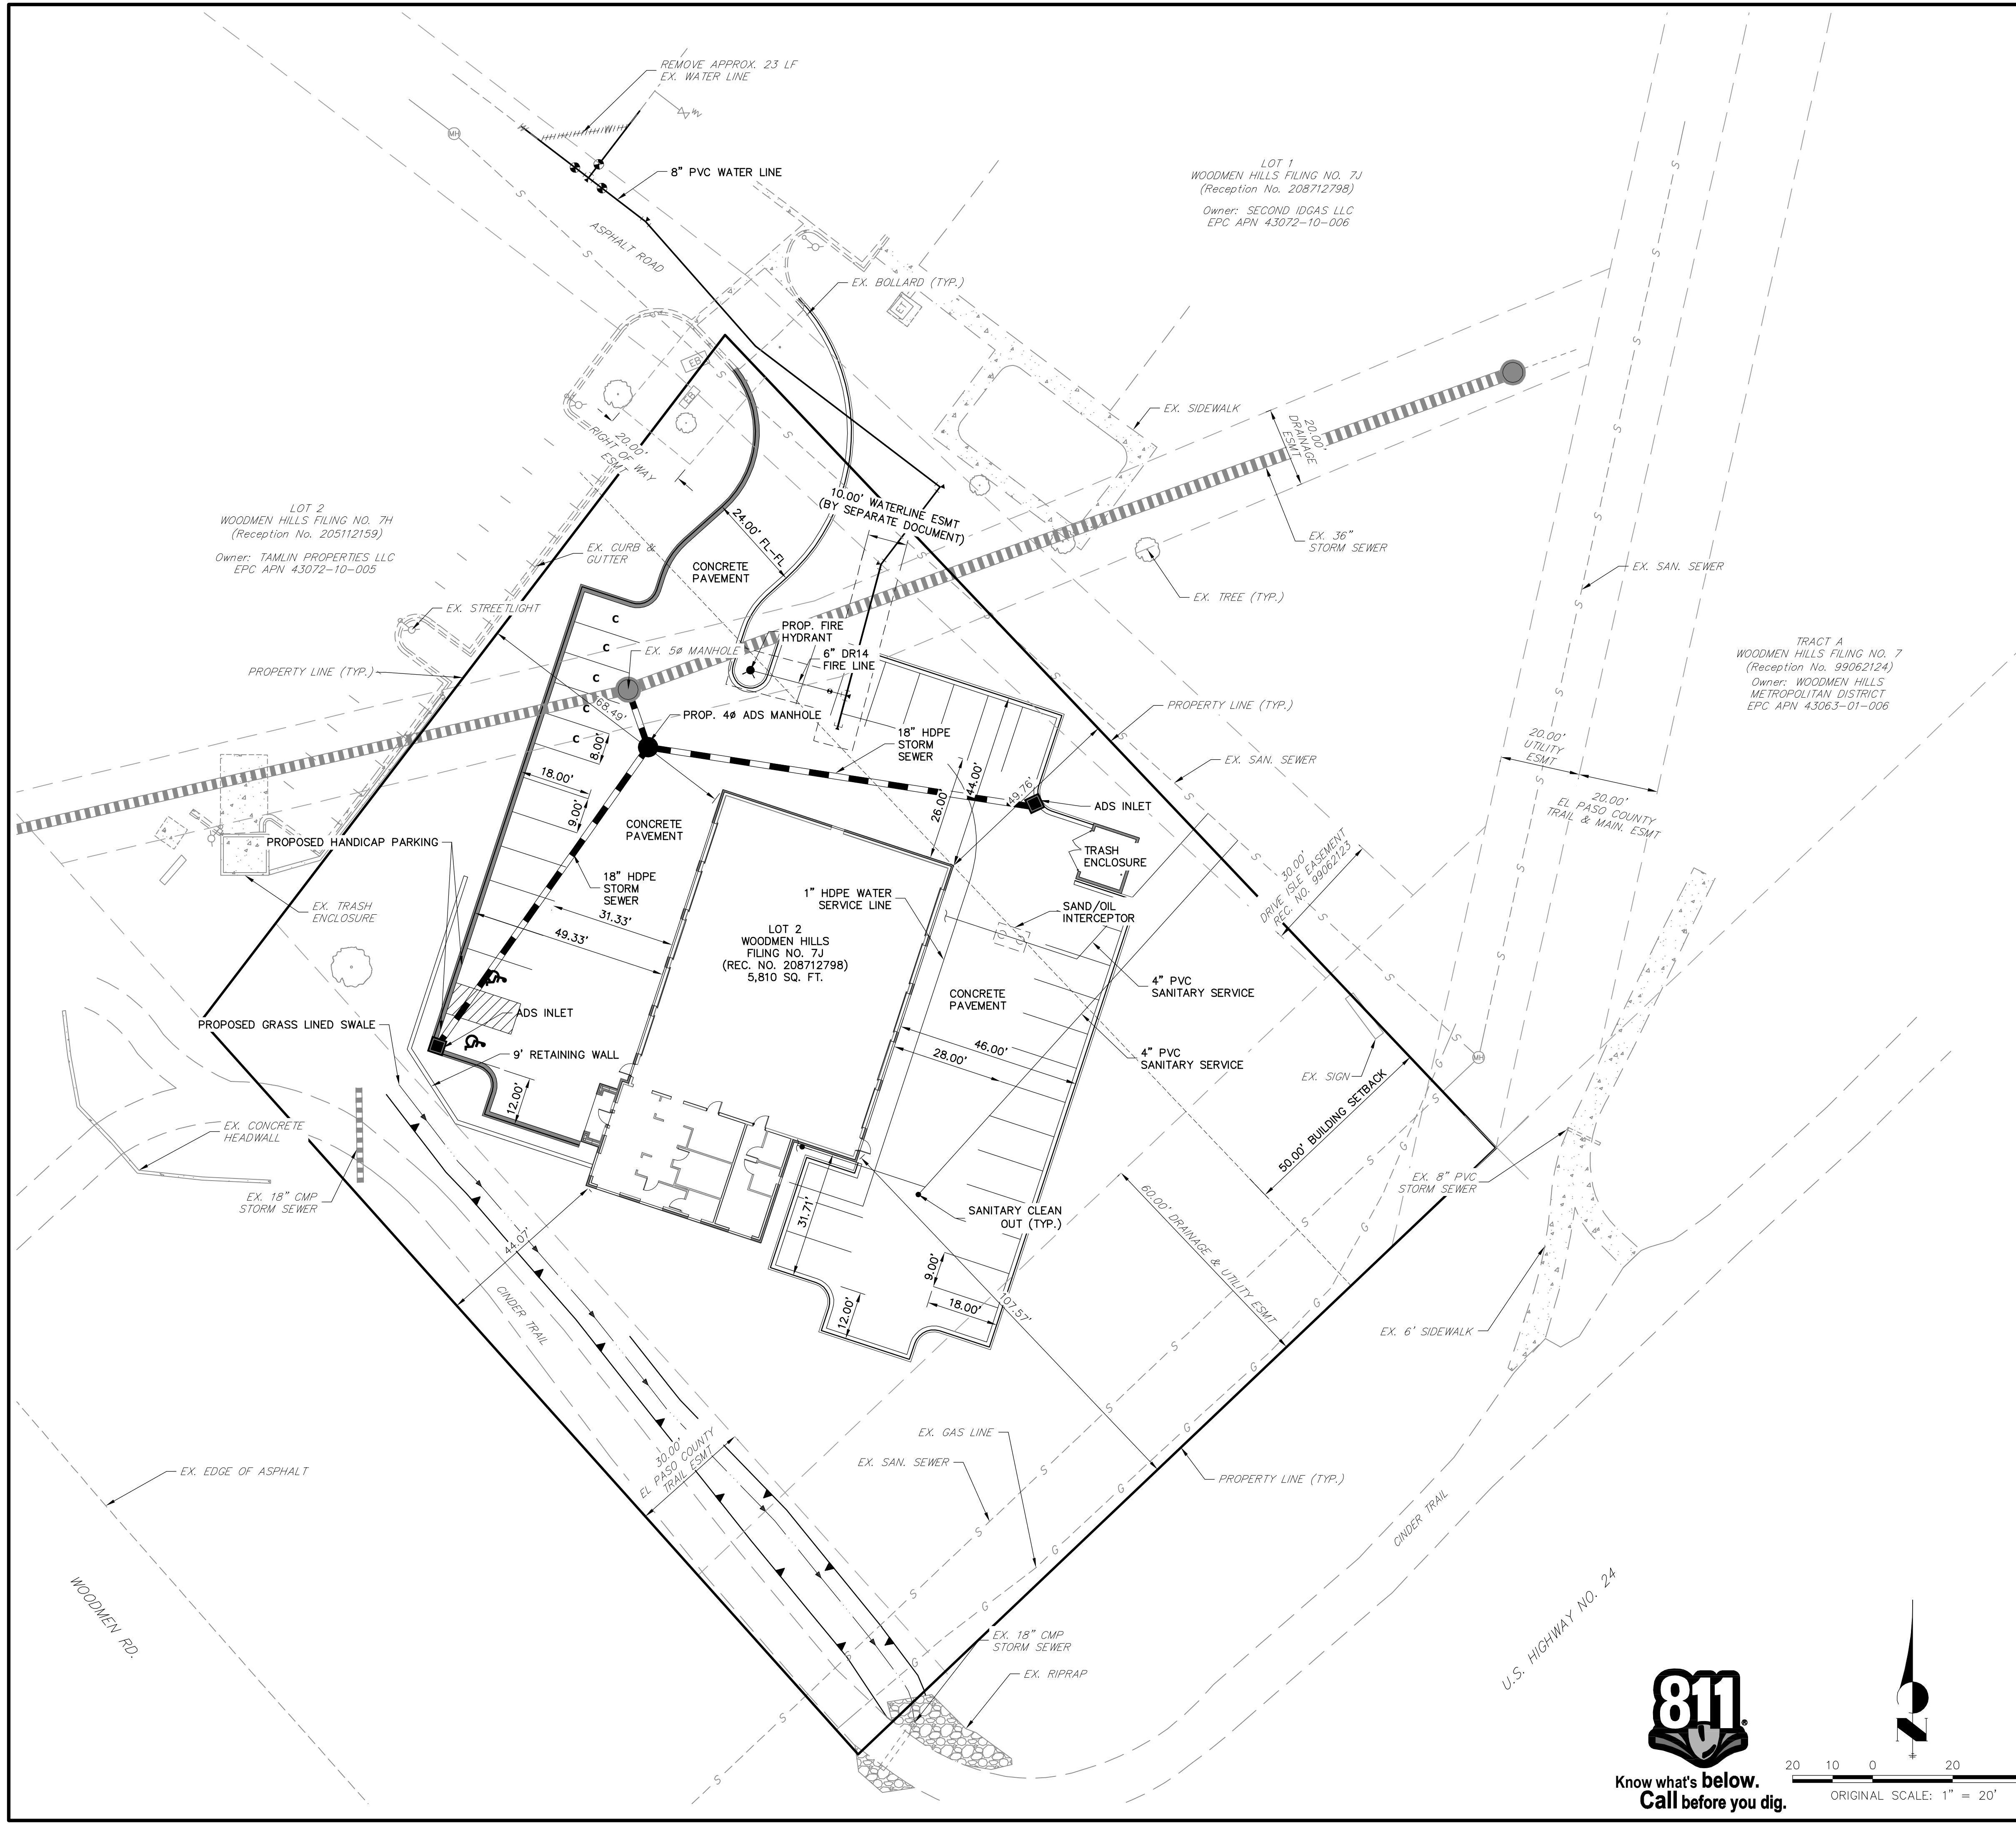 REMOVE APPROX. 23 LF
EX. WATER LINE
WV
MH
8" PVC WATER LINE
LOT 1
WOODMEN HILLS FILING NO. 7J
(Reception No. 208712798)
Owner: SECOND IDGAS LLC
EPC APN 43072-10-006
ASPHALT ROAD
EX. BOLLARD (TYP.)
ET
EB
EB
EX. SIDEWALK
20.00'
DRAINAGE
ESMT
20.00'
RIGHT OF WAY
ESMT
10.00' WATERLINE ESMT
(BY SEPARATE DOCUMENT)
24.00' FL-FL
LOT 2
WOODMEN HILLS FILING NO. 7H
(Reception No. 205112159)
Owner: TAMLIN PROPERTIES LLC
EPC APN 43072-10-005
EX. CURB &
GUTTER
CONCRETE
PAVEMENT
EX. 36"
STORM SEWER
EX. SAN. SEWER
EX. TREE (TYP.)
EX. STREETLIGHT
C
C
C
C
C
PROP. FIRE
HYDRANT
EX. 5ø MANHOLE
6" DR14
FIRE LINE
TRACT A
WOODMEN HILLS FILING NO. 7
(Reception No. 99062124)
Owner: WOODMEN HILLS
METROPOLITAN DISTRICT
EPC APN 43063-01-006
PROPERTY LINE (TYP.)
68.49'
PROP. 4ø ADS MANHOLE
PROPERTY LINE (TYP.)
18" HDPE
STORM
SEWER
20.00'
UTILITY
ESMT
EX. SAN. SEWER
8.00'
18.00'
9.00'
26.00'
44.00'
49.76'
ADS INLET
20.00'
EL PASO COUNTY
TRAIL & MAIN. ESMT
CONCRETE
PAVEMENT
PROPOSED HANDICAP PARKING
TRASH
ENCLOSURE
30.00'
DRIVE ISLE EASEMENT
REC. NO. 99062123
18" HDPE
STORM
SEWER
1" HDPE WATER
SERVICE LINE
EX. TRASH
ENCLOSURE
31.33'
49.33'
SAND/OIL
INTERCEPTOR
LOT 2
WOODMEN HILLS
FILING NO. 7J
(REC. NO. 208712798)
5,810 SQ. FT.
4" PVC
SANITARY SERVICE
CONCRETE
PAVEMENT
ADS INLET
PROPOSED GRASS LINED SWALE
9' RETAINING WALL
46.00'
28.00'
4" PVC
SANITARY SERVICE
MH
EX. SIGN
50.00' BUILDING SETBACK
12.00'
EX. CONCRETE
HEADWALL
EX. 8" PVC
STORM SEWER
EX. 18" CMP
STORM SEWER
60.00' DRAINAGE & UTILITY ESMT
31.71'
SANITARY CLEAN
OUT (TYP.)
44.07'
9.00'
18.00'
12.00'
107.57'
CINDER TRAIL
EX. 6' SIDEWALK
30.00'
EL PASO COUNTY
TRAIL ESMT
EX. GAS LINE
EX. SAN. SEWER
EX. EDGE OF ASPHALT
PROPERTY LINE (TYP.)
CINDER TRAIL
WOODMEN RD.
U.S. HIGHWAY NO. 24
EX. 18" CMP
STORM SEWER
EX. RIPRAP
811®
Know what's below.
Call before you dig.
N
20 10 0 20
ORIGINAL SCALE: 1" = 20'